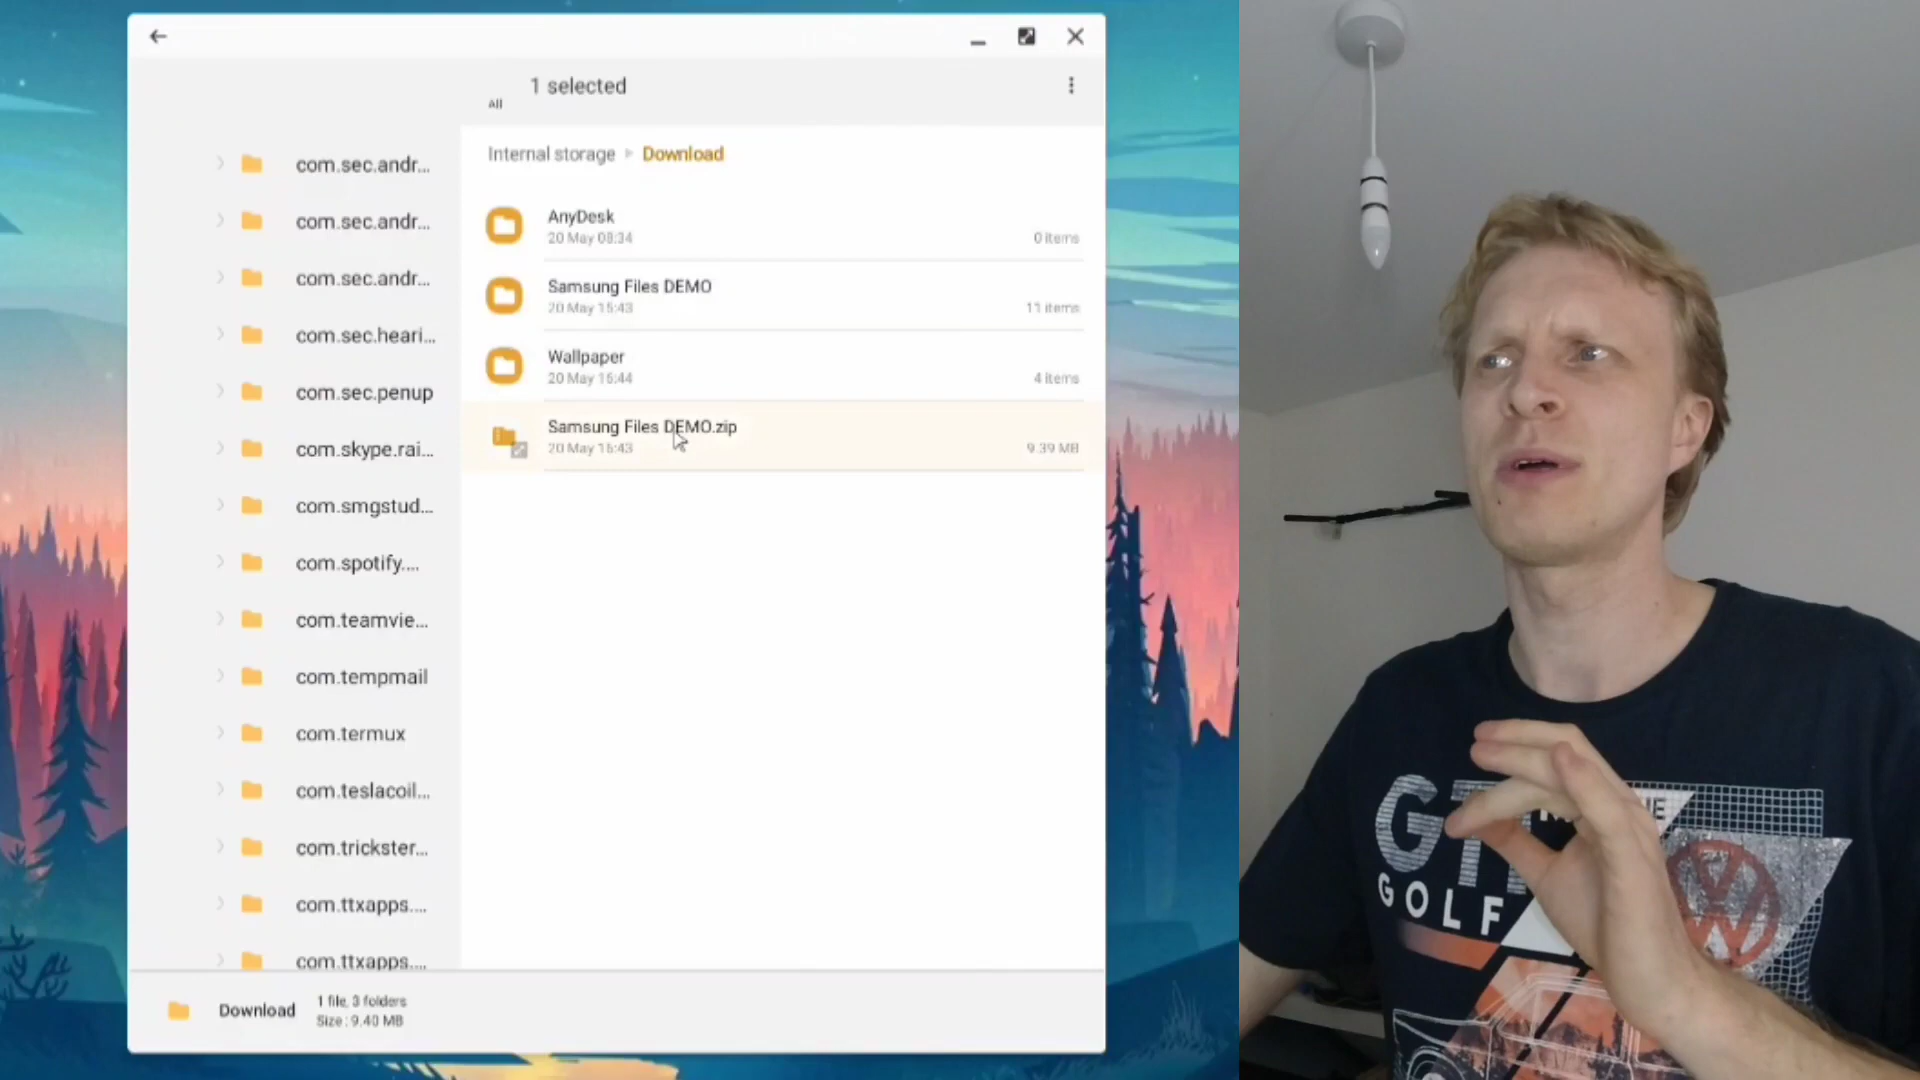 1 selected
All
Internal storage
Download
com.sec.andr...
com.sec.andr...
com.sec.andr...
com.sec.heari...
com.sec.penup
com.skype.rai...
com.smgstud...
com.spotify....
com.teamvie...
com.tempmail
com.termux
com.teslacoil...
com.trickster...
com.ttxapps....
com.ttxapps....
AnyDesk
20 May 08:34
0 items
Samsung Files DEMO
20 May 15:43
11 items
Wallpaper
20 May 16:44
4 items
Samsung Files DEMO.zip
20 May 15:43
9.39 MB
Download
1 file, 3 folders
Size : 9.40 MB
GOLF